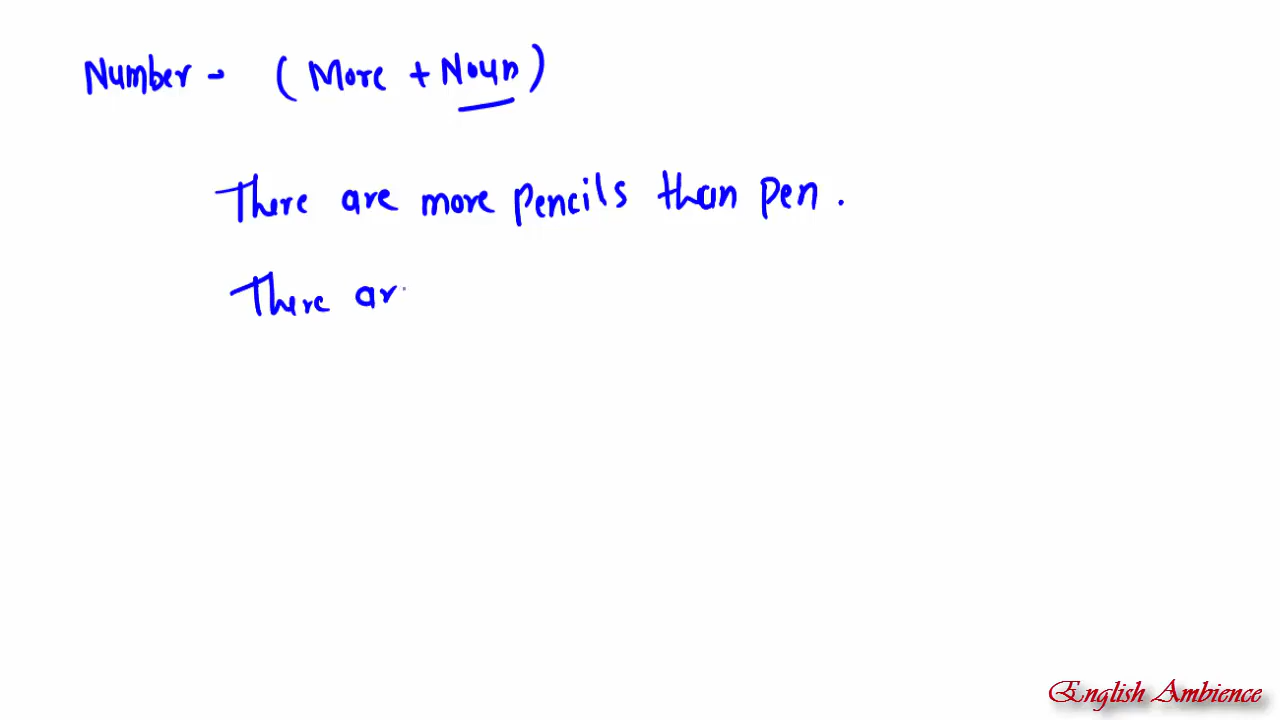 Number - (More + Noun)
There are more pencils than pen.
There ar
English Ambience